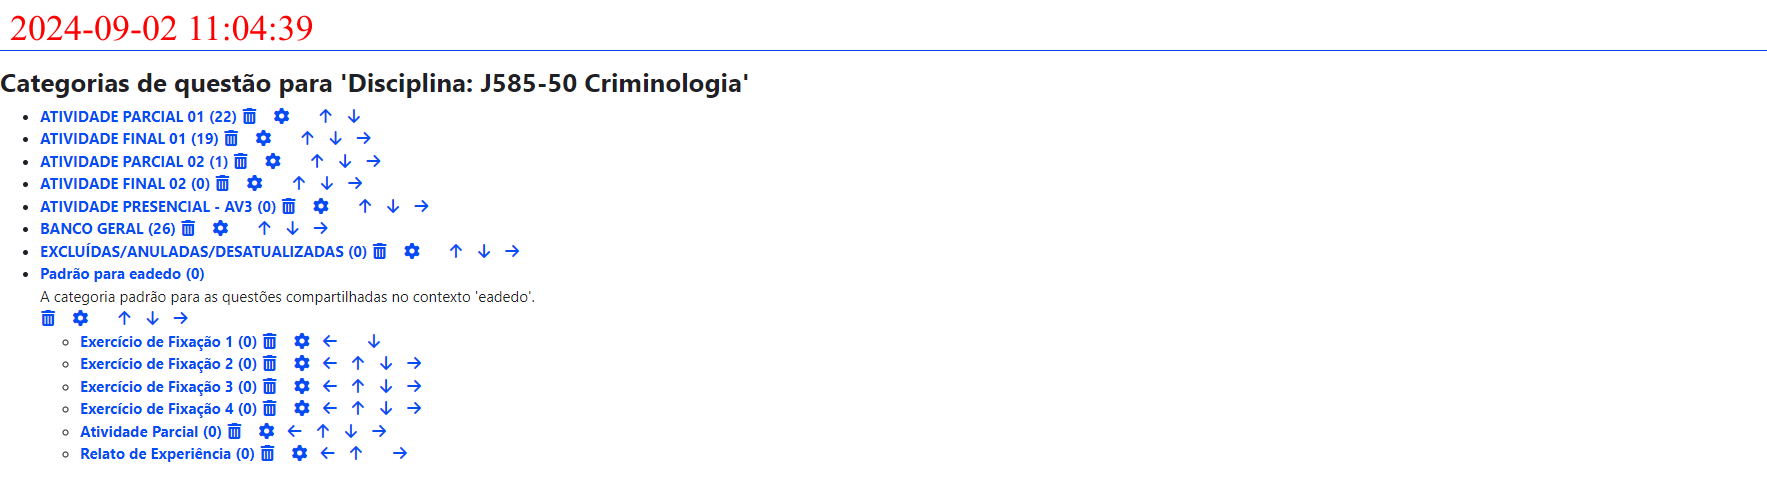 2024-09-02 11:04:39
Categorias de questão para 'Disciplina: J585-50 Criminologia'
ATIVIDADE PARCIAL 01 (22)
ATIVIDADE FINAL 01 (19)
ATIVIDADE PARCIAL 02 (1)
ATIVIDADE FINAL 02 (0)
ATIVIDADE PRESENCIAL - AV3 (0)
BANCO GERAL (26)
EXCLUÍDAS/ANULADAS/DESATUALIZADAS (0)
Padrão para eadedo (0)
A categoria padrão para as questões compartilhadas no contexto 'eadedo'.
Exercício de Fixação 1 (0)
Exercício de Fixação 2 (0)
Exercício de Fixação 3 (0)
Exercício de Fixação 4 (0)
Atividade Parcial (0)
Relato de Experiência (0)